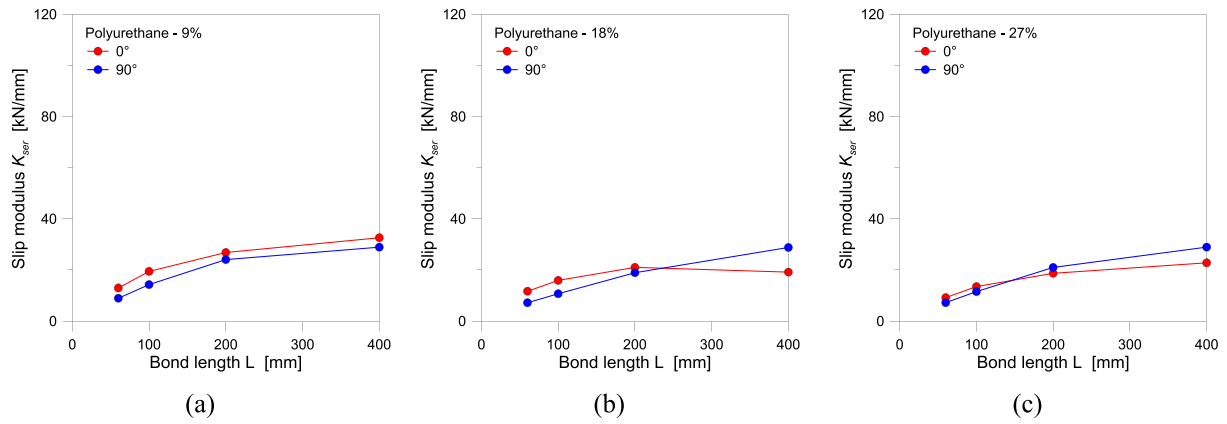 120
80
40
0
Slip modulus Kser [kN/mm]
Polyurethane - 9%
0°
90°
0 100 200 300 400
Bond length L [mm]
(a)
120
80
40
0
Slip modulus Kser [kN/mm]
Polyurethane - 18%
0°
90°
0 100 200 300 400
Bond length L [mm]
(b)
120
80
40
0
Slip modulus Kser [kN/mm]
Polyurethane - 27%
0°
90°
0 100 200 300 400
Bond length L [mm]
(c)